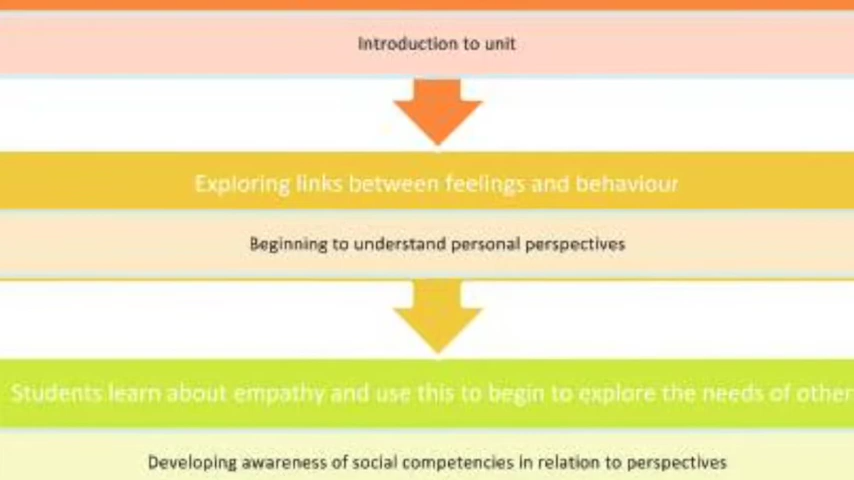 Introduction to unit
Exploring links between feelings and behaviour
Beginning to understand personal perspectives
Students learn about empathy and use this to begin to explore the needs of other
Developing awareness of social competencies in relation to perspectives